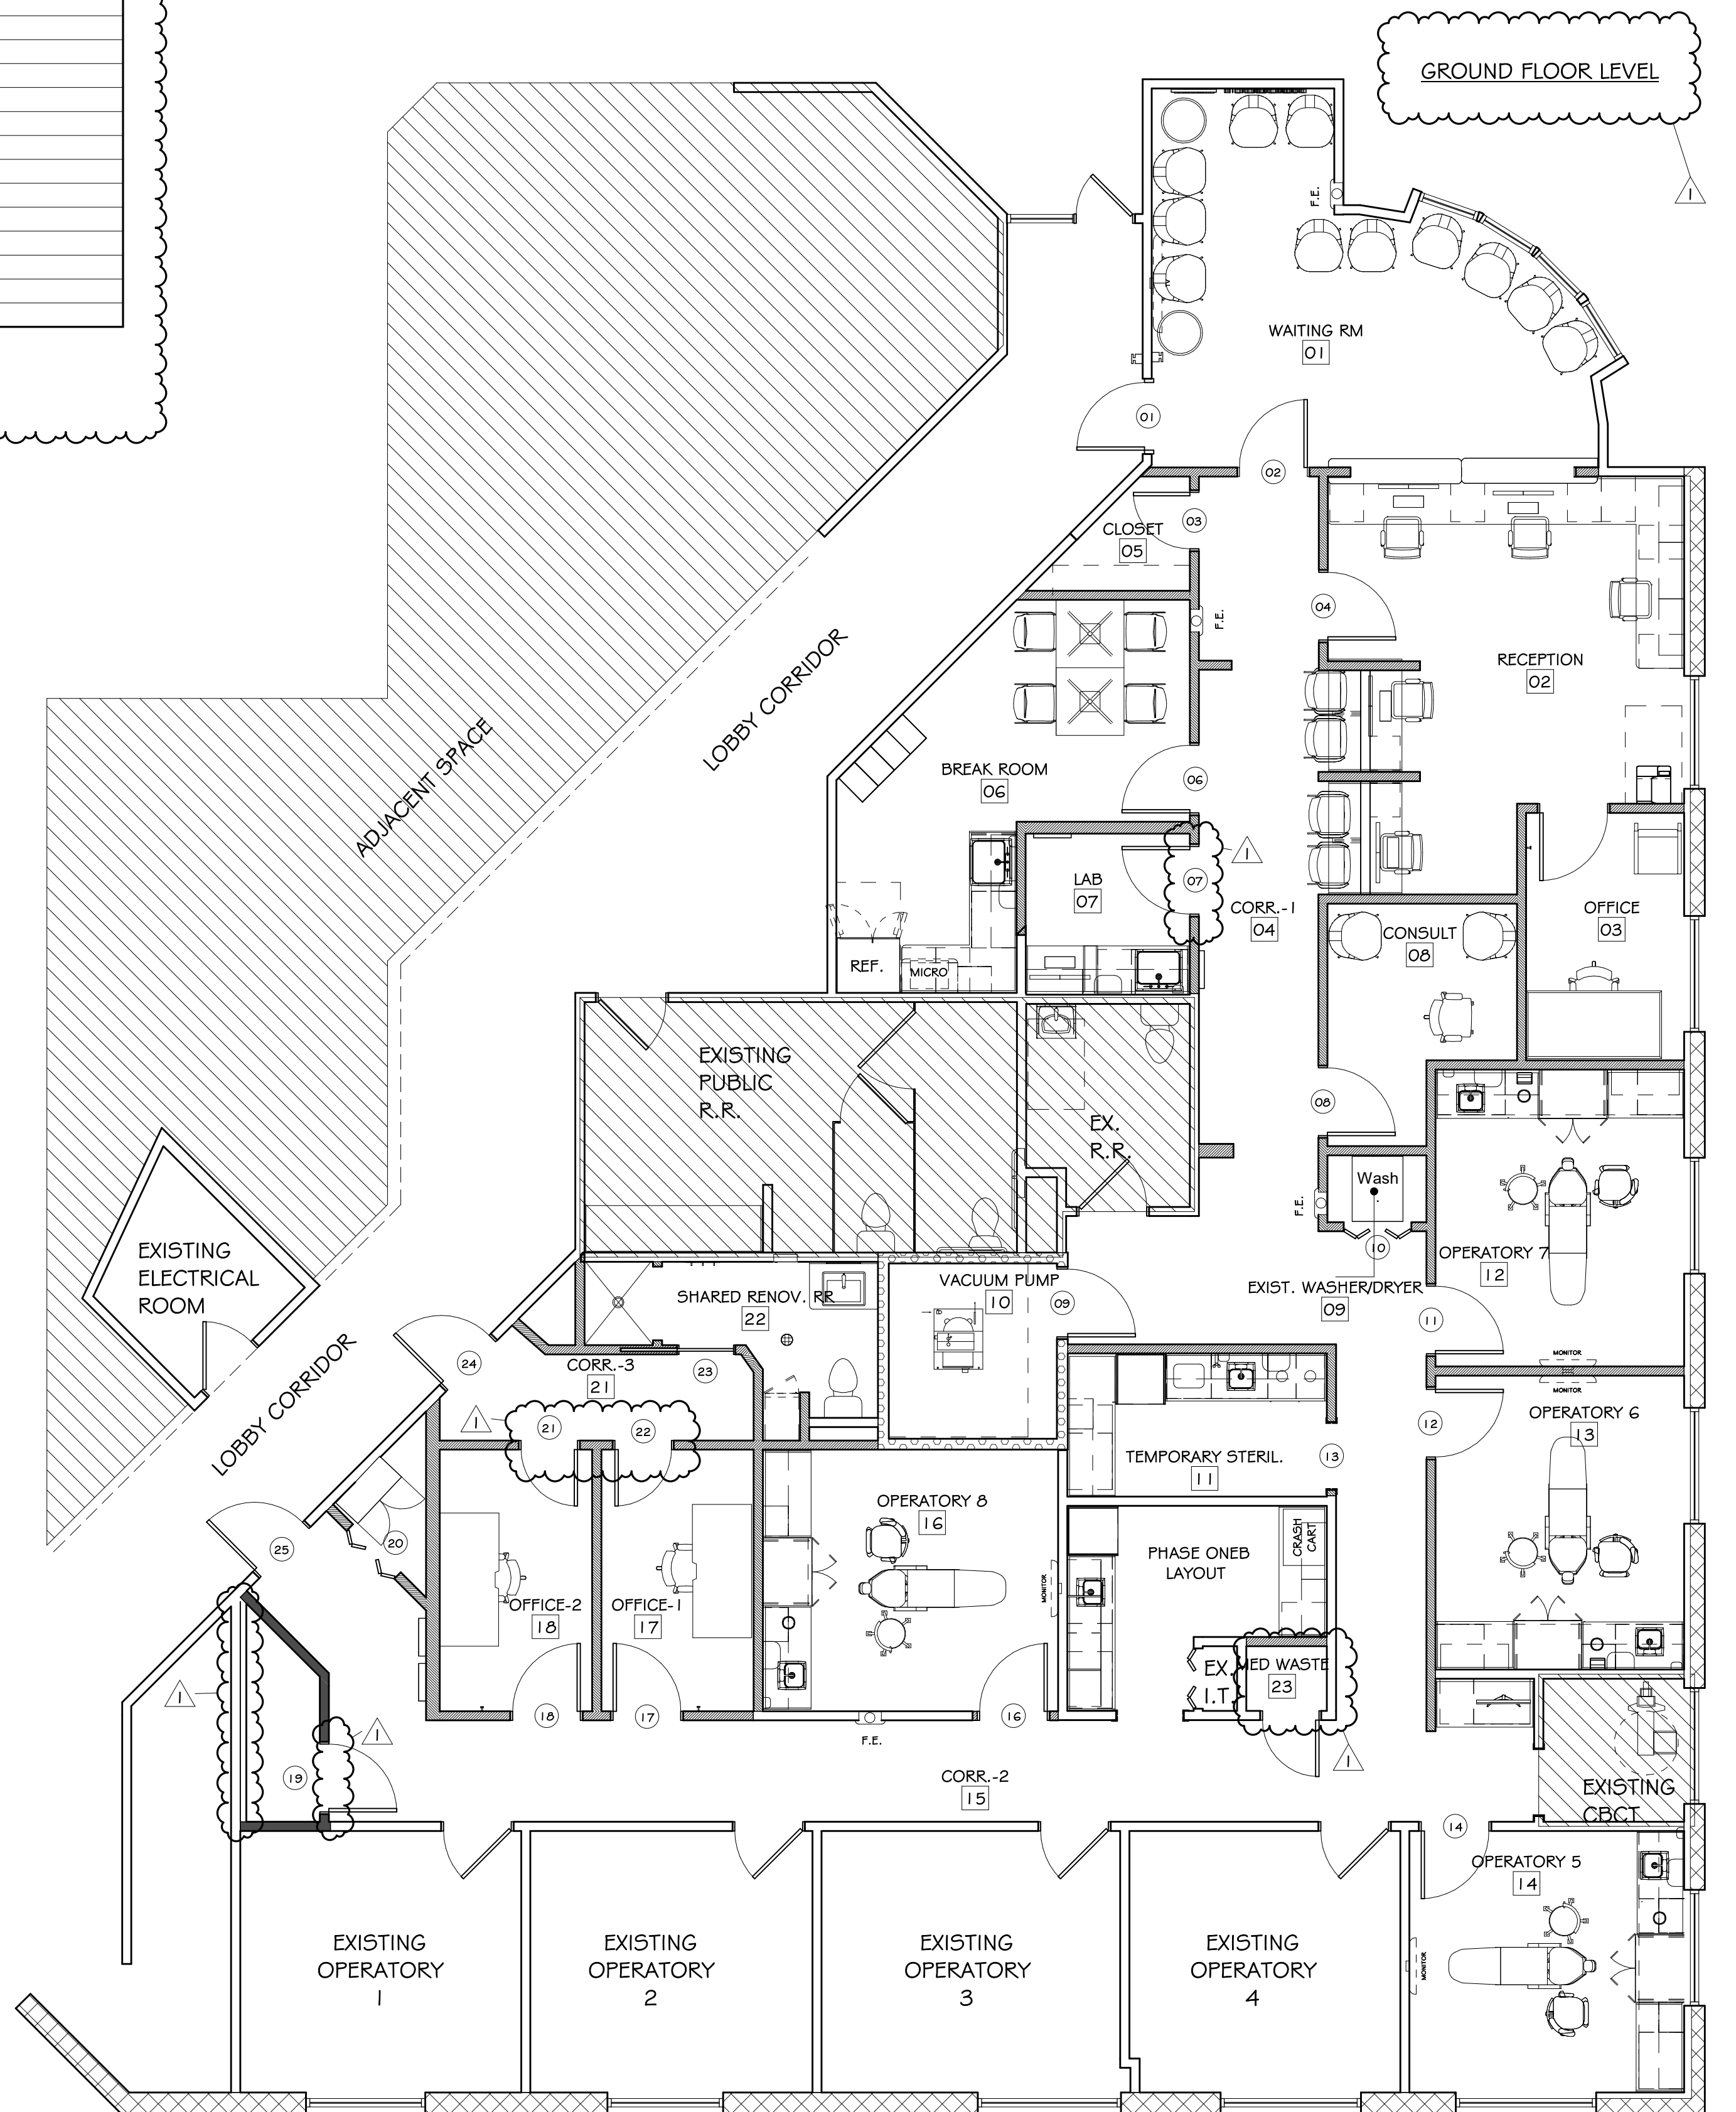 GROUND FLOOR LEVEL
1
F.E.
WAITING RM
01
01
02
03
CLOSET
05
04
F.E.
RECEPTION
02
LOBBY CORRIDOR
ADJACENT SPACE
BREAK ROOM
06
06
1
LAB
07
07
CORR.-1
04
OFFICE
03
CONSULT
08
REF.
MICRO
EXISTING
PUBLIC
R.R.
EX.
R.R.
08
Wash
F.E.
10
OPERATORY 7
12
EXISTING
ELECTRICAL
ROOM
VACUUM PUMP
10
09
EXIST. WASHER/DRYER
09
SHARED RENOV. RR
22
11
LOBBY CORRIDOR
24
CORR.-3
21
23
MONITOR
MONITOR
1
21
22
12
OPERATORY 6
13
TEMPORARY STERIL.
11
13
OPERATORY 8
16
25
20
CRASH
CART
PHASE ONEB
LAYOUT
MONITOR
OFFICE-2
18
OFFICE-1
17
EX.
I.T.
MED WASTE
23
1
18
17
16
F.E.
1
1
19
CORR.-2
15
EXISTING
CBCT
14
OPERATORY 5
14
EXISTING
OPERATORY
1
EXISTING
OPERATORY
2
EXISTING
OPERATORY
3
EXISTING
OPERATORY
4
MONITOR